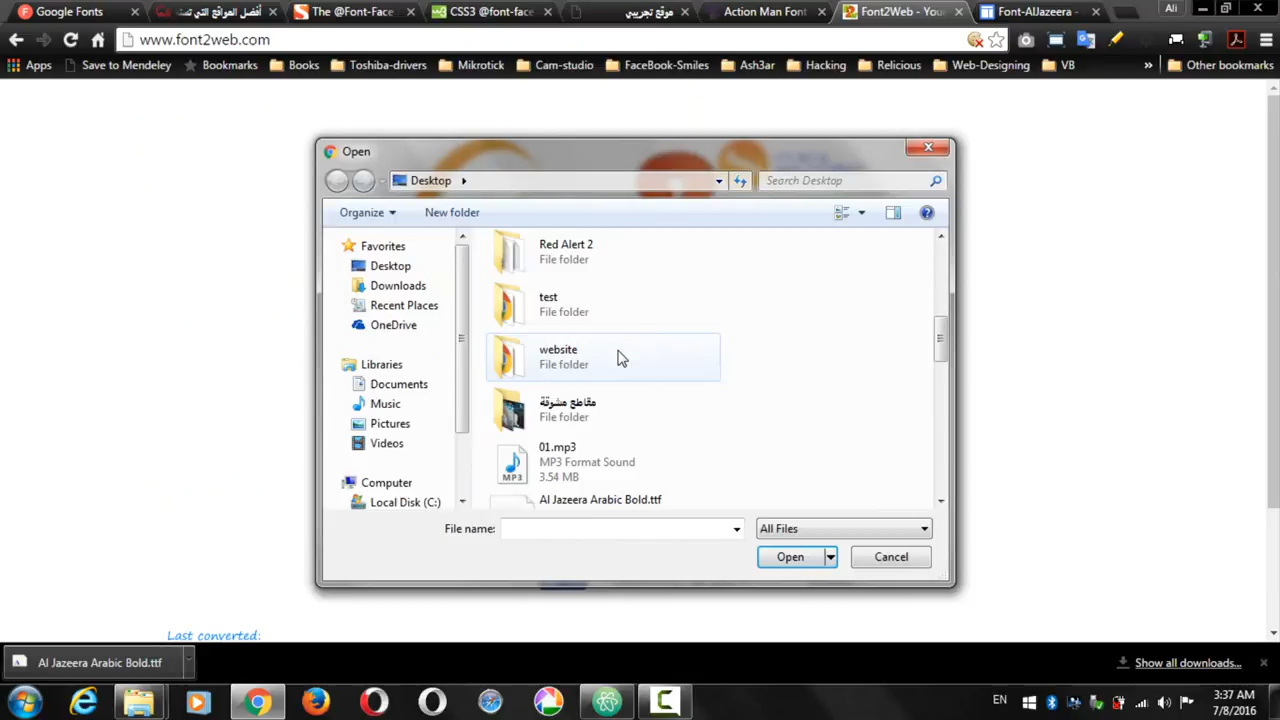 Google Fonts
أفضل المواقع التي تمتـ
The @Font-Face
CSS3 @font-face
موقع تجريبي
Action Man Font
Font2Web - You
Font-AlJazeera -
Ali
www.font2web.com
Apps
Save to Mendeley
Bookmarks
Books
Toshiba-drivers
Mikrotick
Cam-studio
FaceBook-Smiles
Ash3ar
Hacking
Relicious
Web-Designing
VB
»
Other bookmarks
Open
Desktop
Search Desktop
Organize
New folder
Favorites
Desktop
Downloads
Recent Places
OneDrive
Libraries
Documents
Music
Pictures
Videos
Computer
Local Disk (C:)
Red Alert 2
File folder
test
File folder
website
File folder
مقاطع مشرقة
File folder
01.mp3
MP3 Format Sound
3.54 MB
MP3
Al Jazeera Arabic Bold.ttf
File name:
All Files
Open
Cancel
Last converted:
Al Jazeera Arabic Bold.ttf
Show all downloads...
EN
3:37 AM
7/8/2016